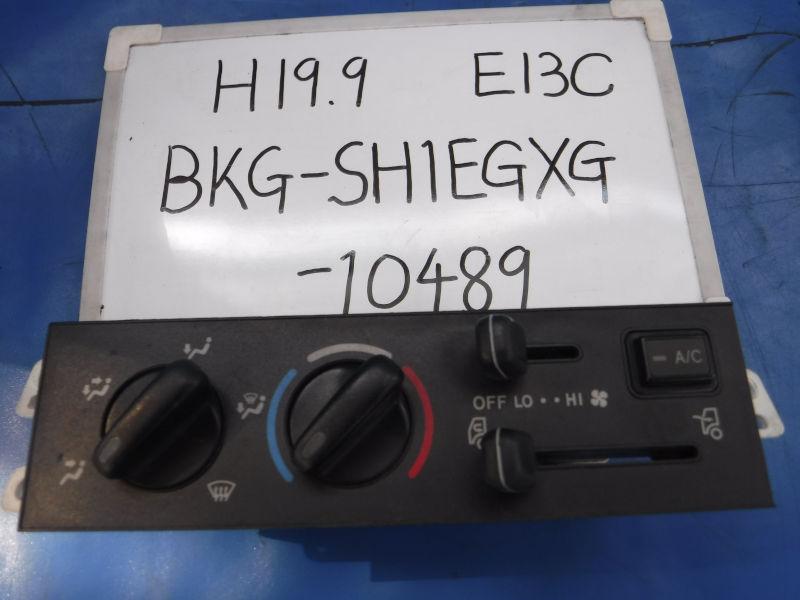 H19.9 E13C
BKG-SH1EGXG
-10489
A/C
OFF LO • • HI